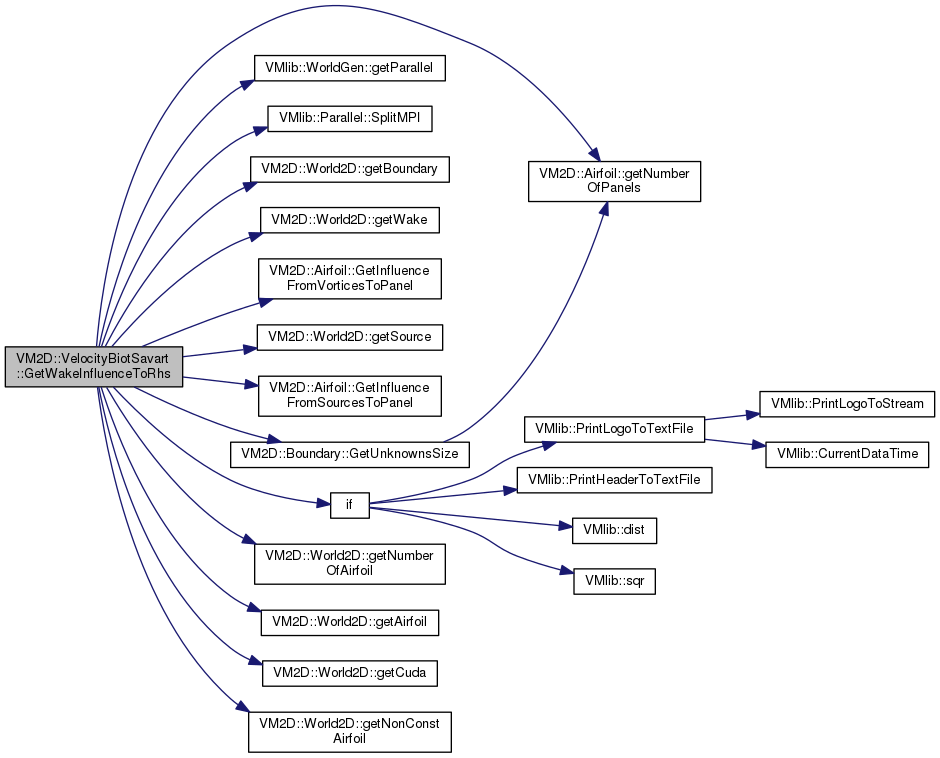 VM2D::VelocityBiotSavart
::GetWakeInfluenceToRhs
VMlib::WorldGen::getParallel
VMlib::Parallel::SplitMPI
VM2D::World2D::getBoundary
VM2D::World2D::getWake
VM2D::Airfoil::GetInfluence
FromVorticesToPanel
VM2D::World2D::getSource
VM2D::Airfoil::GetInfluence
FromSourcesToPanel
VM2D::Boundary::GetUnknownsSize
if
VM2D::World2D::getNumber
OfAirfoil
VM2D::World2D::getAirfoil
VM2D::World2D::getCuda
VM2D::World2D::getNonConst
Airfoil
VM2D::Airfoil::getNumber
OfPanels
VMlib::PrintLogoToTextFile
VMlib::PrintHeaderToTextFile
VMlib::dist
VMlib::sqr
VMlib::PrintLogoToStream
VMlib::CurrentDataTime